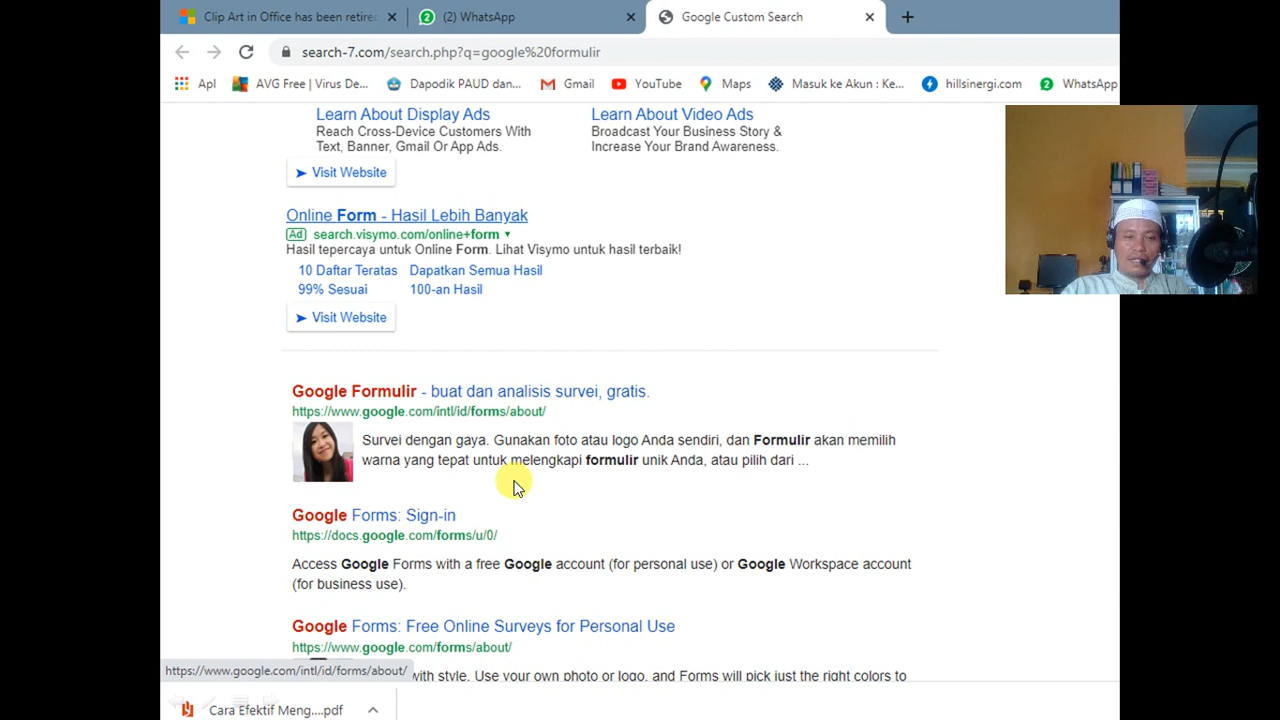 Clip Art in Office has been retire
(2) WhatsApp
Google Custom Search
search-7.com/search.php?q=google%20formulir
Apl
AVG Free | Virus De...
Dapodik PAUD dan...
Gmail
YouTube
Maps
Masuk ke Akun : Ke...
hillsinergi.com
2
WhatsApp
Learn About Display Ads
Reach Cross-Device Customers With
Text, Banner, Gmail Or App Ads.
Learn About Video Ads
Broadcast Your Business Story &
Increase Your Brand Awareness.
Visit Website
Online Form - Hasil Lebih Banyak
Ad search.visymo.com/online+form
Hasil tepercaya untuk Online Form. Lihat Visymo untuk hasil terbaik!
10 Daftar Teratas Dapatkan Semua Hasil
99% Sesuai 100-an Hasil
Visit Website
Google Formulir - buat dan analisis survei, gratis.
https://www.google.com/intl/id/forms/about/
Survei dengan gaya. Gunakan foto atau logo Anda sendiri, dan Formulir akan memilih
warna yang tepat untuk melengkapi formulir unik Anda, atau pilih dari ...
Google Forms: Sign-in
https://docs.google.com/forms/u/0/
Access Google Forms with a free Google account (for personal use) or Google Workspace account
(for business use).
Google Forms: Free Online Surveys for Personal Use
https://www.google.com/forms/about/
with style. Use your own photo or logo, and Forms will pick just the right colors to
https://www.google.com/intl/id/forms/about/
Cara Efektif Meng....pdf